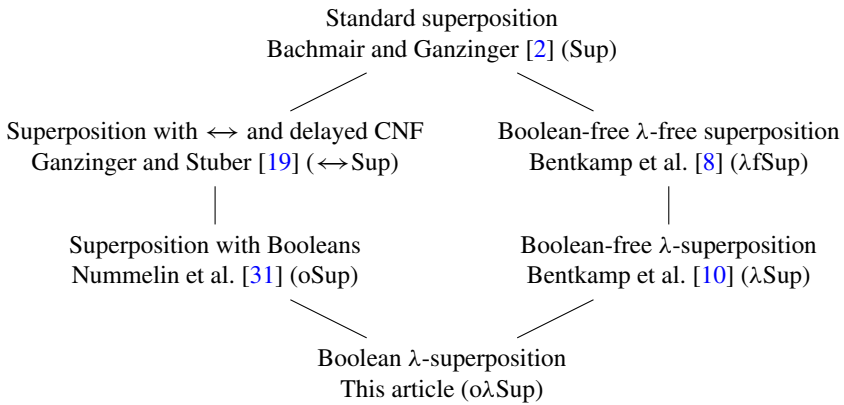 Standard superposition
Bachmair and Ganzinger [2] (Sup)
Superposition with ↔ and delayed CNF
Ganzinger and Stuber [19] (↔Sup)
Boolean-free λ-free superposition
Bentkamp et al. [8] (λfSup)
Superposition with Booleans
Nummelin et al. [31] (oSup)
Boolean-free λ-superposition
Bentkamp et al. [10] (λSup)
Boolean λ-superposition
This article (oλSup)